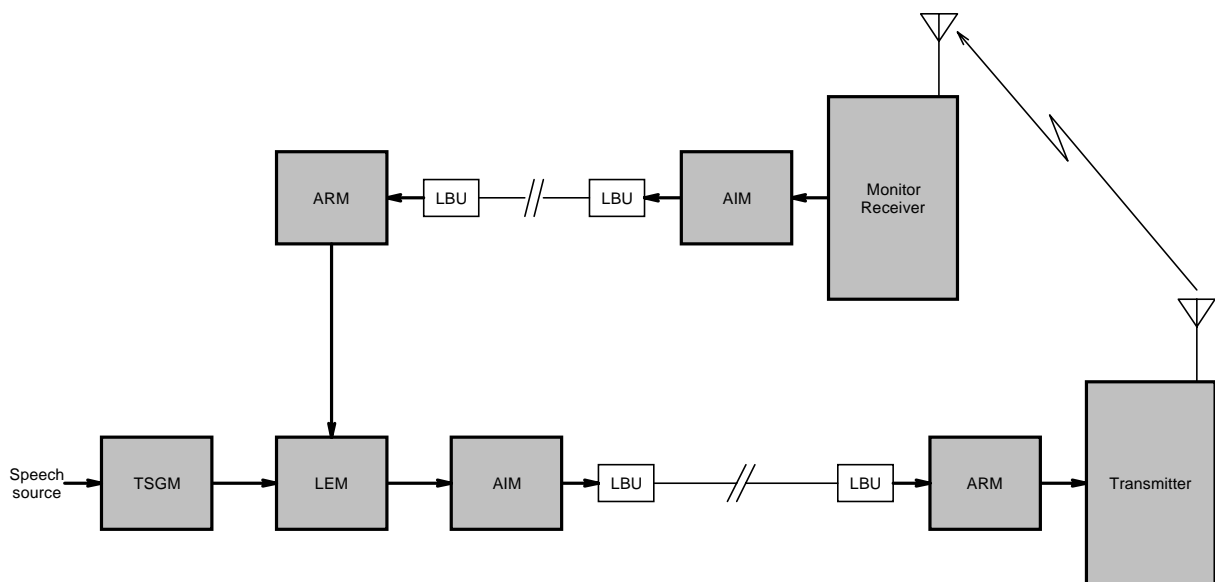 Monitor
Receiver
ARM
LBU
LBU
AIM
Speech
source
TSGM
LEM
AIM
LBU
LBU
ARM
Transmitter